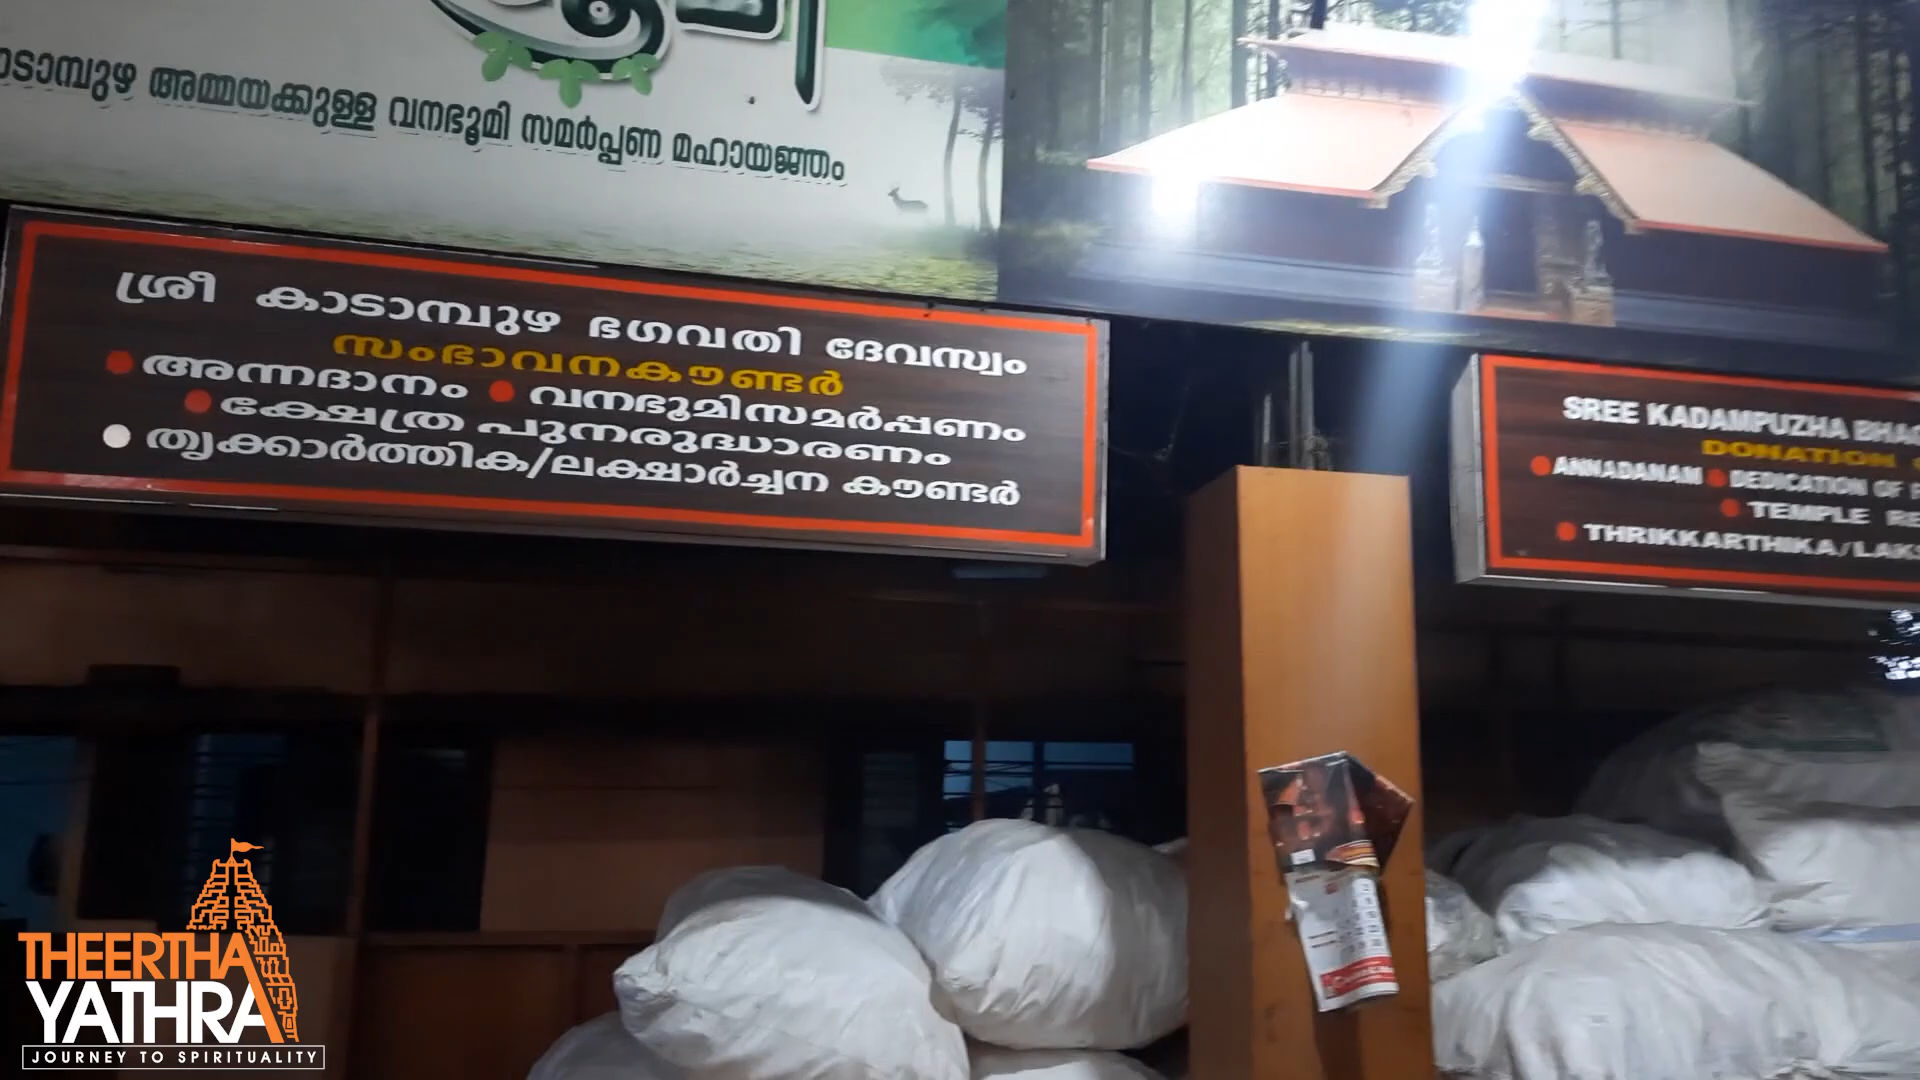 അമ്മയക്കുള്ള വനഭൂമി സമർപ്പണ മഹായജ്ഞം
ശ്രീ കാടാമ്പുഴ ഭഗവതി ദേവസ്വം
സംഭാവനകൗണ്ടർ
അന്നദാനം വനഭൂമിസമർപ്പണം
ക്ഷേത്ര പുനരുദ്ധാരണം
തൃക്കാർത്തിക/ലക്ഷാർച്ചന കൗണ്ടർ
SREE KADAMPUZHA
DONATION
ANNADANAM DEDICATION OF
TEMPLE
THRIKKARTHIKA/
THEERTHA
YATHRA
JOURNEY TO SPIRITUALITY